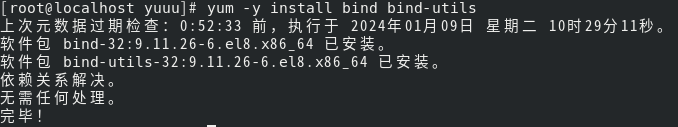 [root@localhost yuuu]# yum -y install bind bind-utils
上次元数据过期检查：0:52:33 前，执行于 2024年01月09日 星期二 10时29分11秒。
软件包 bind-32:9.11.26-6.el8.x86_64 已安装。
软件包 bind-utils-32:9.11.26-6.el8.x86_64 已安装。
依赖关系解决。
无需任何处理。
完毕！